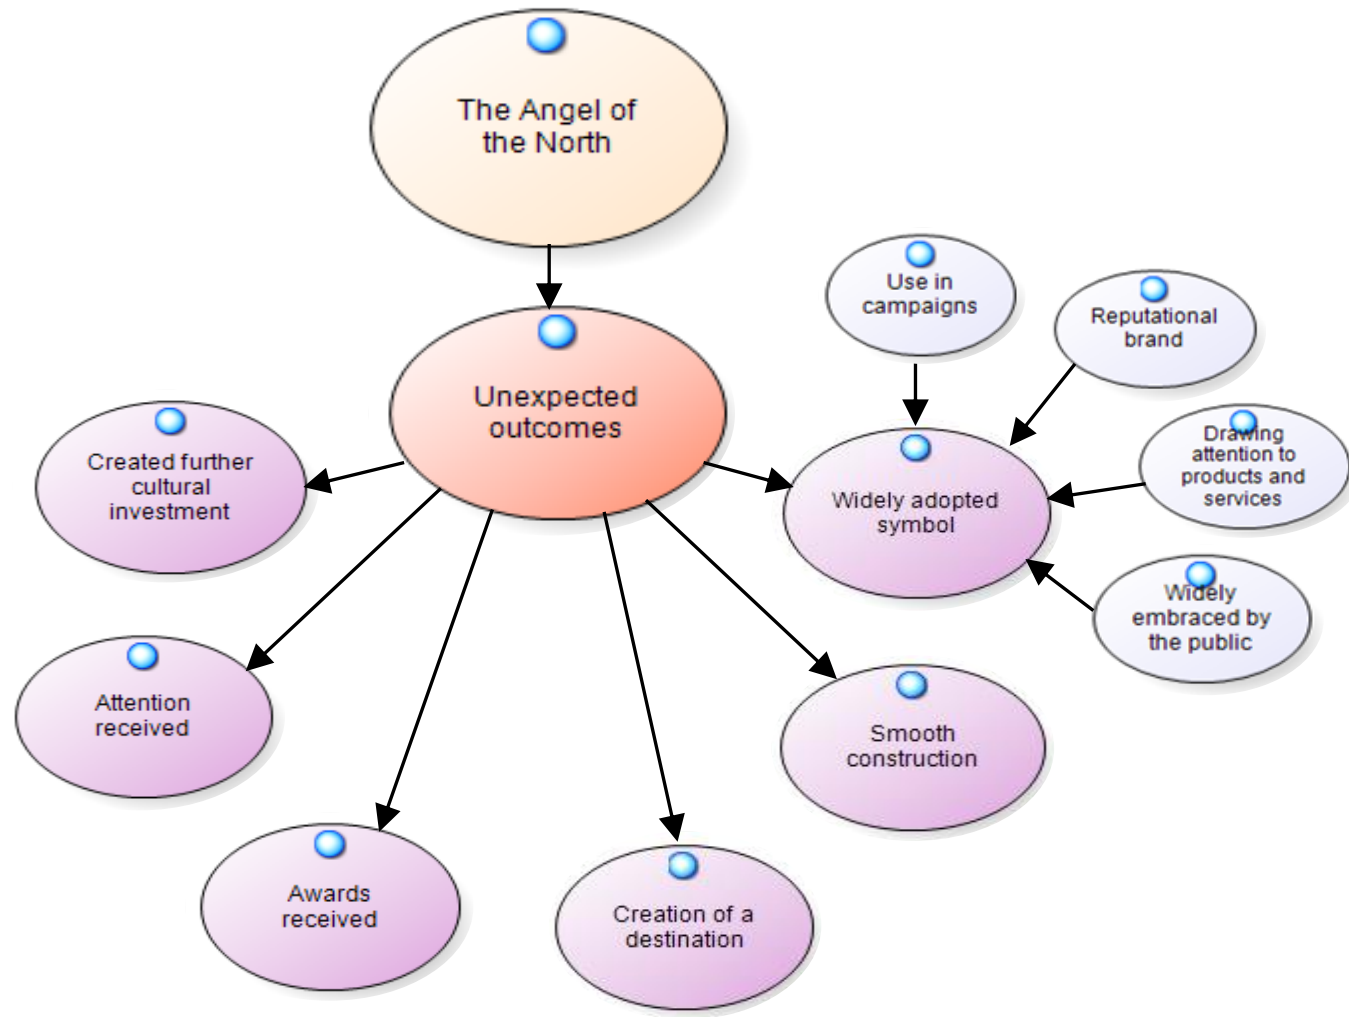 The Angel of
the North
Use in
campaigns
Reputational
brand
Unexpected
outcomes
Created further
cultural
investment
Drawing
attention to
products and
services
Widely adopted
symbol
Widely
embraced by
the public
Attention
received
Smooth
construction
Awards
received
Creation of a
destination